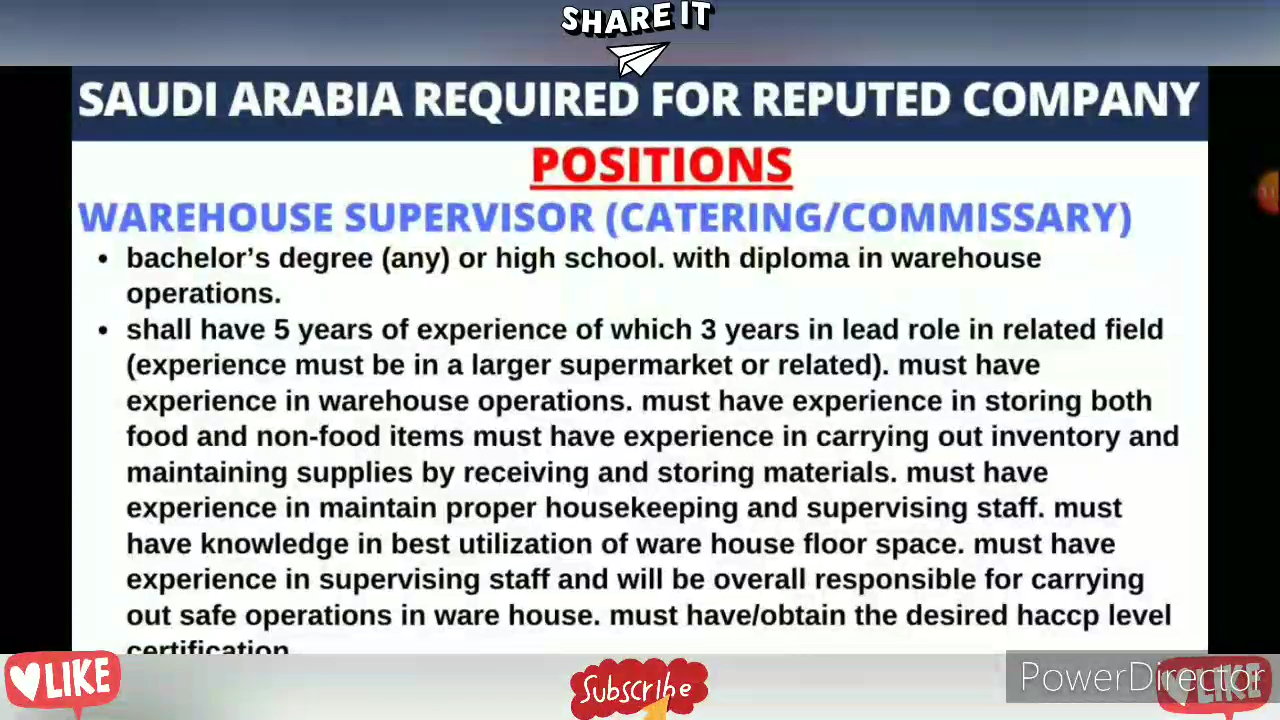 SHARE IT
SAUDI ARABIA REQUIRED FOR REPUTED COMPANY
POSITIONS
WAREHOUSE SUPERVISOR (CATERING/COMMISSARY)
• bachelor's degree (any) or high school. with diploma in warehouse
operations.
• shall have 5 years of experience of which 3 years in lead role in related field
(experience must be in a larger supermarket or related). must have
experience in warehouse operations. must have experience in storing both
food and non-food items must have experience in carrying out inventory and
maintaining supplies by receiving and storing materials. must have
experience in maintain proper housekeeping and supervising staff. must
have knowledge in best utilization of ware house floor space. must have
experience in supervising staff and will be overall responsible for carrying
out safe operations in ware house. must have/obtain the desired haccp level
certification
LIKE
Subscribe
PowerDirector
LIKE